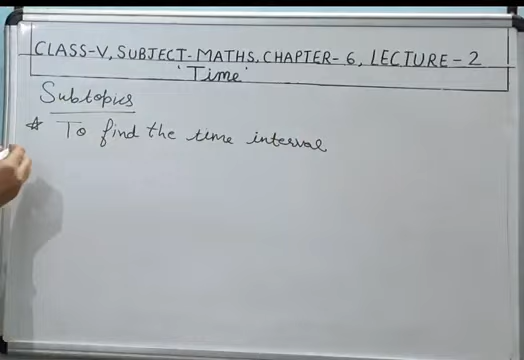 CLASS-V, SUBJECT-MATHS, CHAPTER-6, LECTURE-2
'Time'
Subtopics
☆ To find the time interval